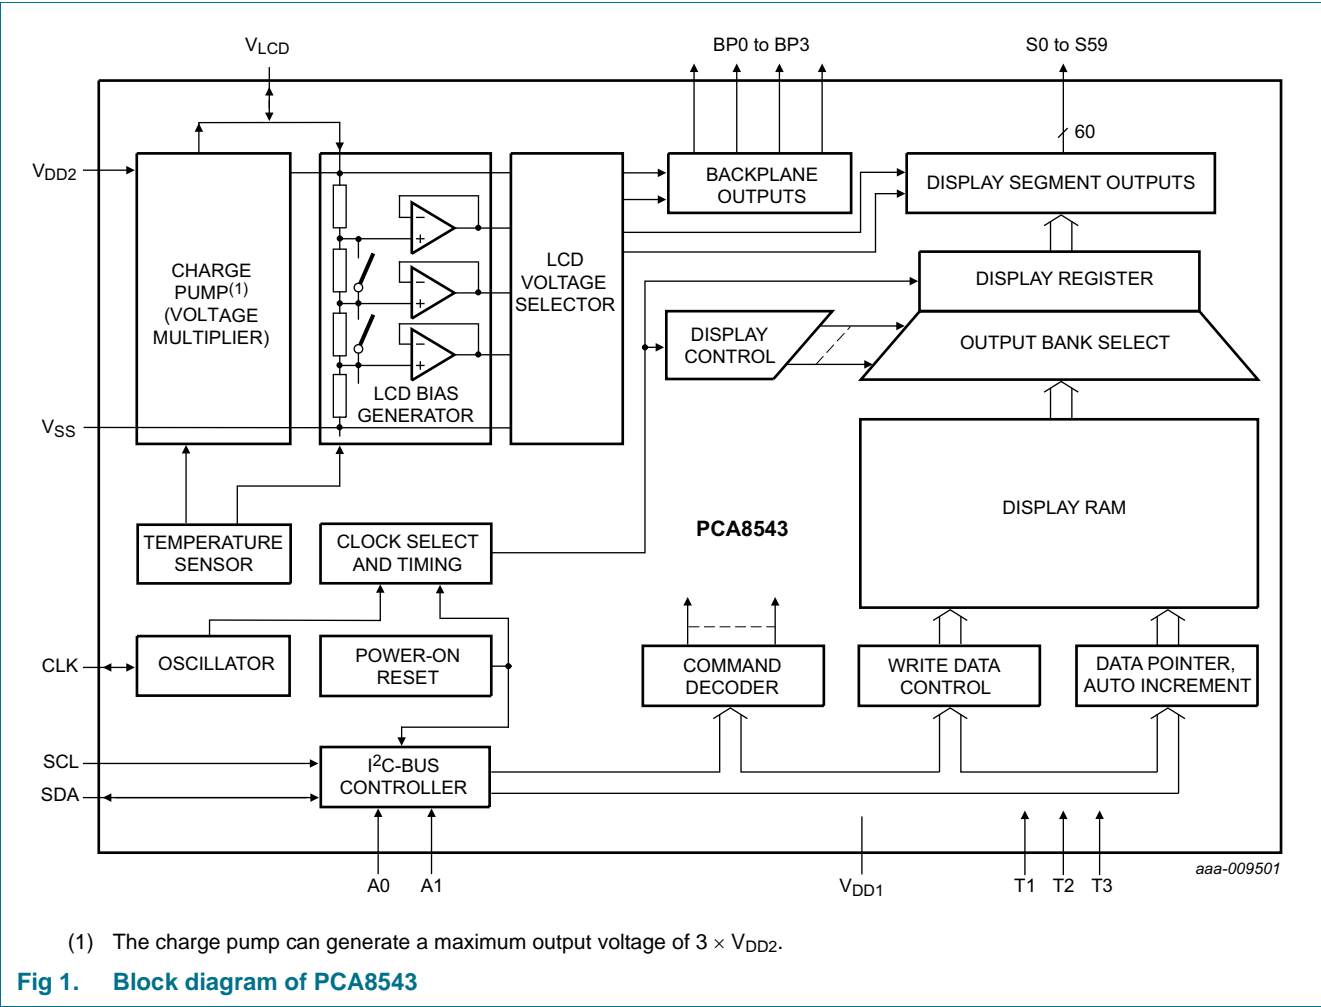 VLCD
BP0 to BP3
S0 to S59
60
VDD2
BACKPLANE
OUTPUTS
DISPLAY SEGMENT OUTPUTS
CHARGE
PUMP(1)
(VOLTAGE
MULTIPLIER)
−
+
−
+
−
+
LCD BIAS
GENERATOR
LCD
VOLTAGE
SELECTOR
DISPLAY REGISTER
DISPLAY
CONTROL
OUTPUT BANK SELECT
VSS
DISPLAY RAM
PCA8543
TEMPERATURE
SENSOR
CLOCK SELECT
AND TIMING
CLK
OSCILLATOR
POWER-ON
RESET
COMMAND
DECODER
WRITE DATA
CONTROL
DATA POINTER,
AUTO INCREMENT
SCL
SDA
I2C-BUS
CONTROLLER
A0
A1
VDD1
T1
T2
T3
aaa-009501
(1) The charge pump can generate a maximum output voltage of 3 × VDD2.
Fig 1. Block diagram of PCA8543